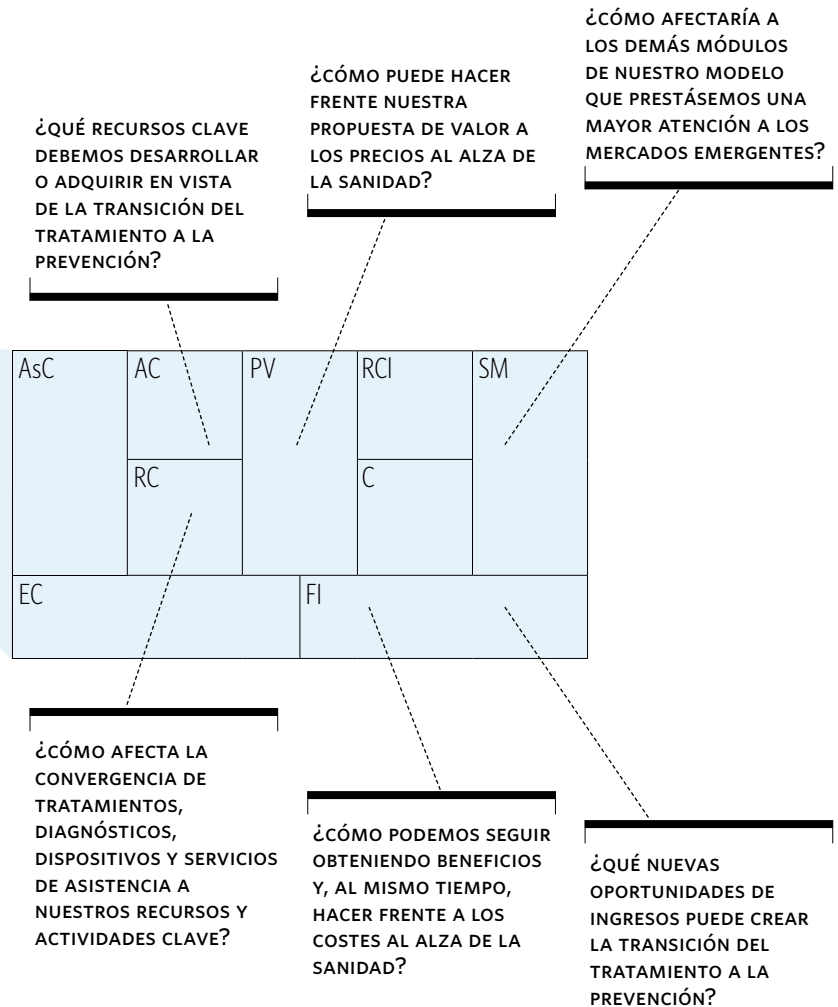 ¿QUÉ RECURSOS CLAVE
DEBEMOS DESARROLLAR
O ADQUIRIR EN VISTA
DE LA TRANSICIÓN DEL
TRATAMIENTO A LA
PREVENCIÓN?
¿CÓMO PUEDE HACER
FRENTE NUESTRA
PROPUESTA DE VALOR A
LOS PRECIOS AL ALZA DE
LA SANIDAD?
¿CÓMO AFECTARÍA A
LOS DEMÁS MÓDULOS
DE NUESTRO MODELO
QUE PRESTÁSEMOS UNA
MAYOR ATENCIÓN A LOS
MERCADOS EMERGENTES?
AsC
AC
PV
RCl
SM
RC
C
EC
FI
¿CÓMO AFECTA LA
CONVERGENCIA DE
TRATAMIENTOS,
DIAGNÓSTICOS,
DISPOSITIVOS Y SERVICIOS
DE ASISTENCIA A
NUESTROS RECURSOS Y
ACTIVIDADES CLAVE?
¿CÓMO PODEMOS SEGUIR
OBTENIENDO BENEFICIOS
Y, AL MISMO TIEMPO,
HACER FRENTE A LOS
COSTES AL ALZA DE LA
SANIDAD?
¿QUÉ NUEVAS
OPORTUNIDADES DE
INGRESOS PUEDE CREAR
LA TRANSICIÓN DEL
TRATAMIENTO A LA
PREVENCIÓN?